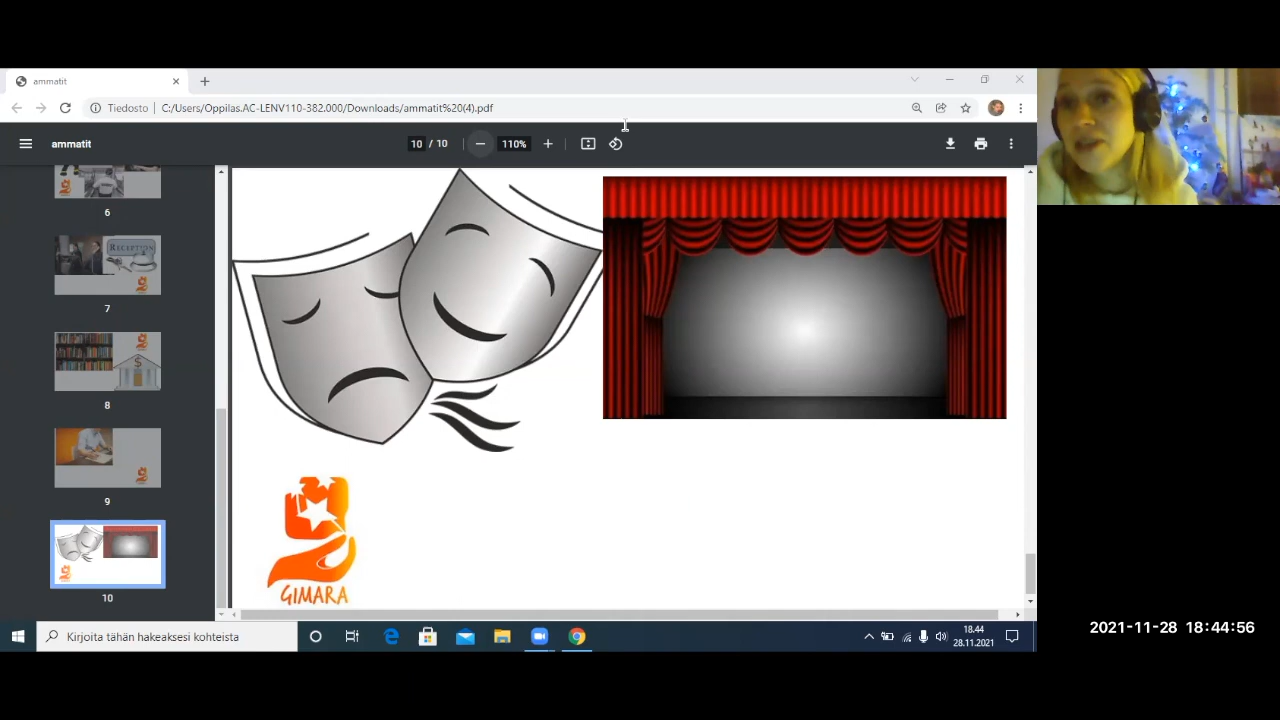 ammatit
Tiedosto | C:/Users/Oppilas.AC-LENV110-382.000/Downloads/ammatit%20(4).pdf
ammatit
10 / 10
110%
6
RECEPTION
7
$
8
9
10
GIMARA
Kirjoita tähän hakeaksesi kohteista
18.44
28.11.2021
2021-11-28 18:44:56